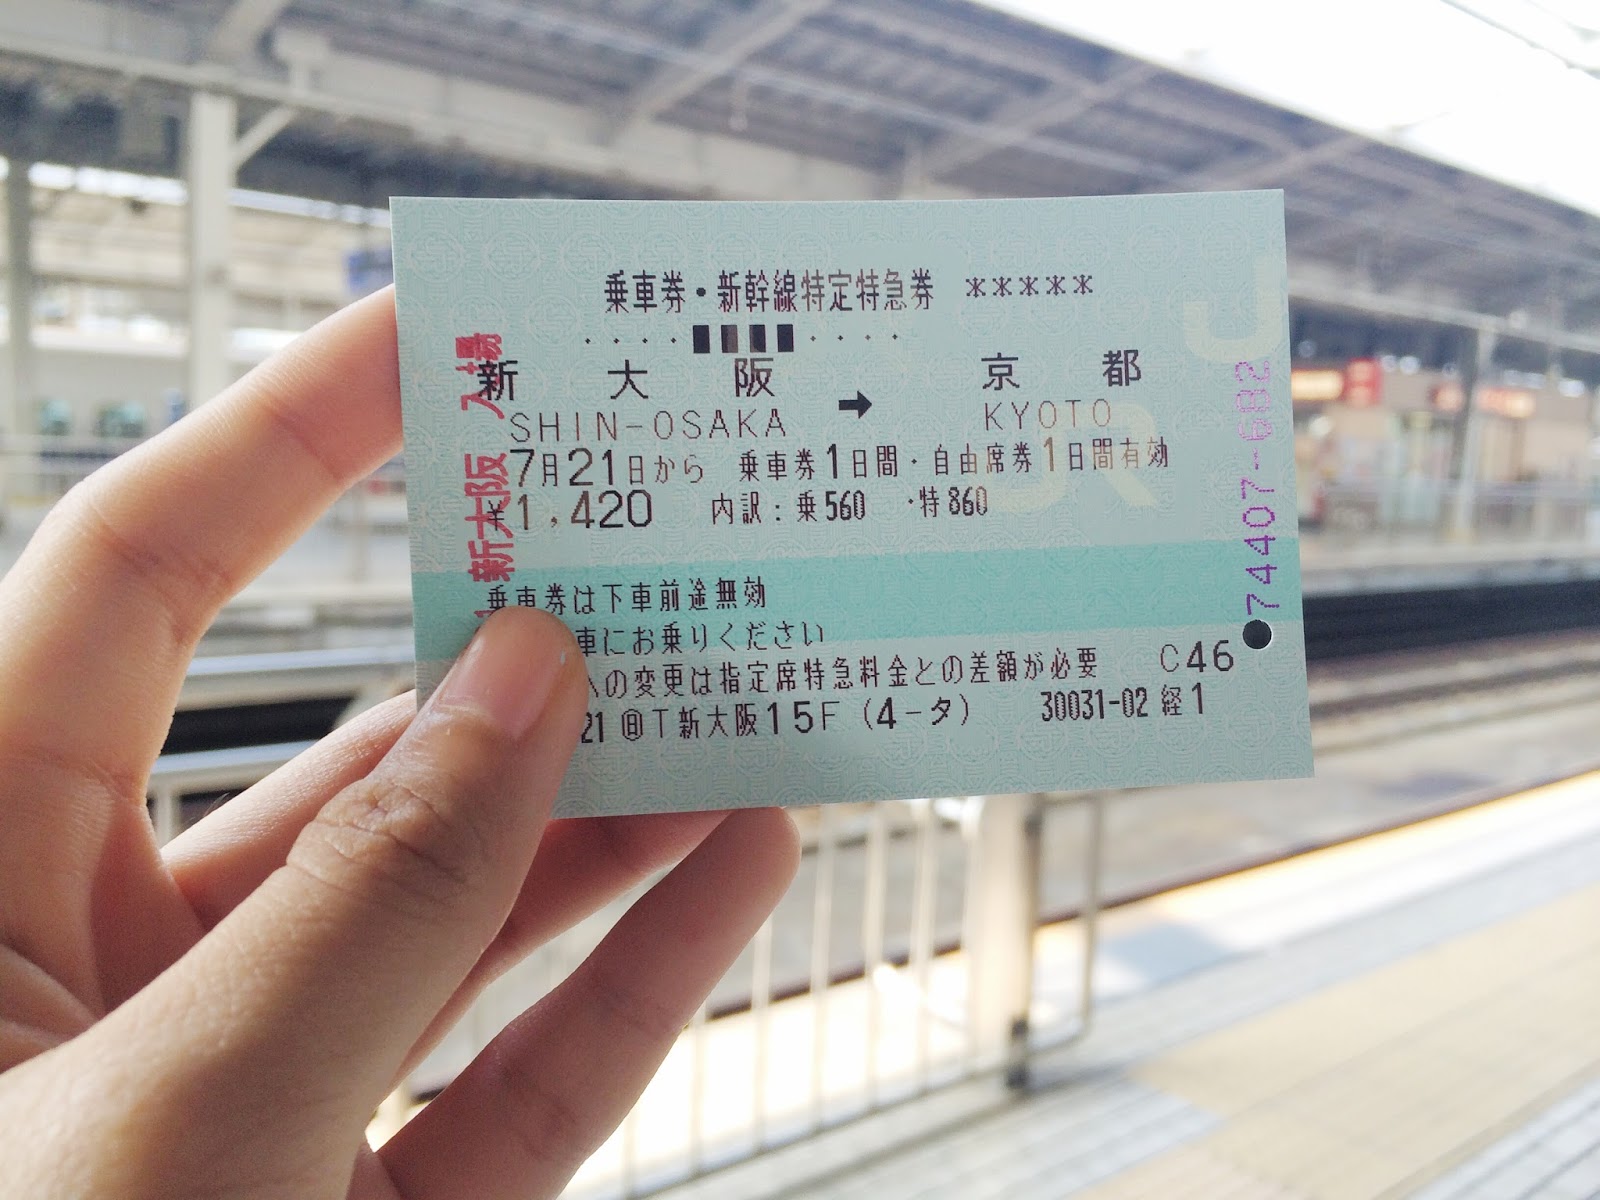 乗車券・新幹線特定特急券 *****
新大阪 → 京都
SHIN-OSAKA KYOTO
7月21日から 乗車券1日間・自由席券1日間有効
¥1,420 内訳:乗560 ・特860
乗車券は下車前途無効
車にお乗りください
への変更は指定席特急料金との差額が必要 C46
21 ㊐T新大阪15F (4-タ) 30031-02 経1
新大阪 入場
74407-682
JR